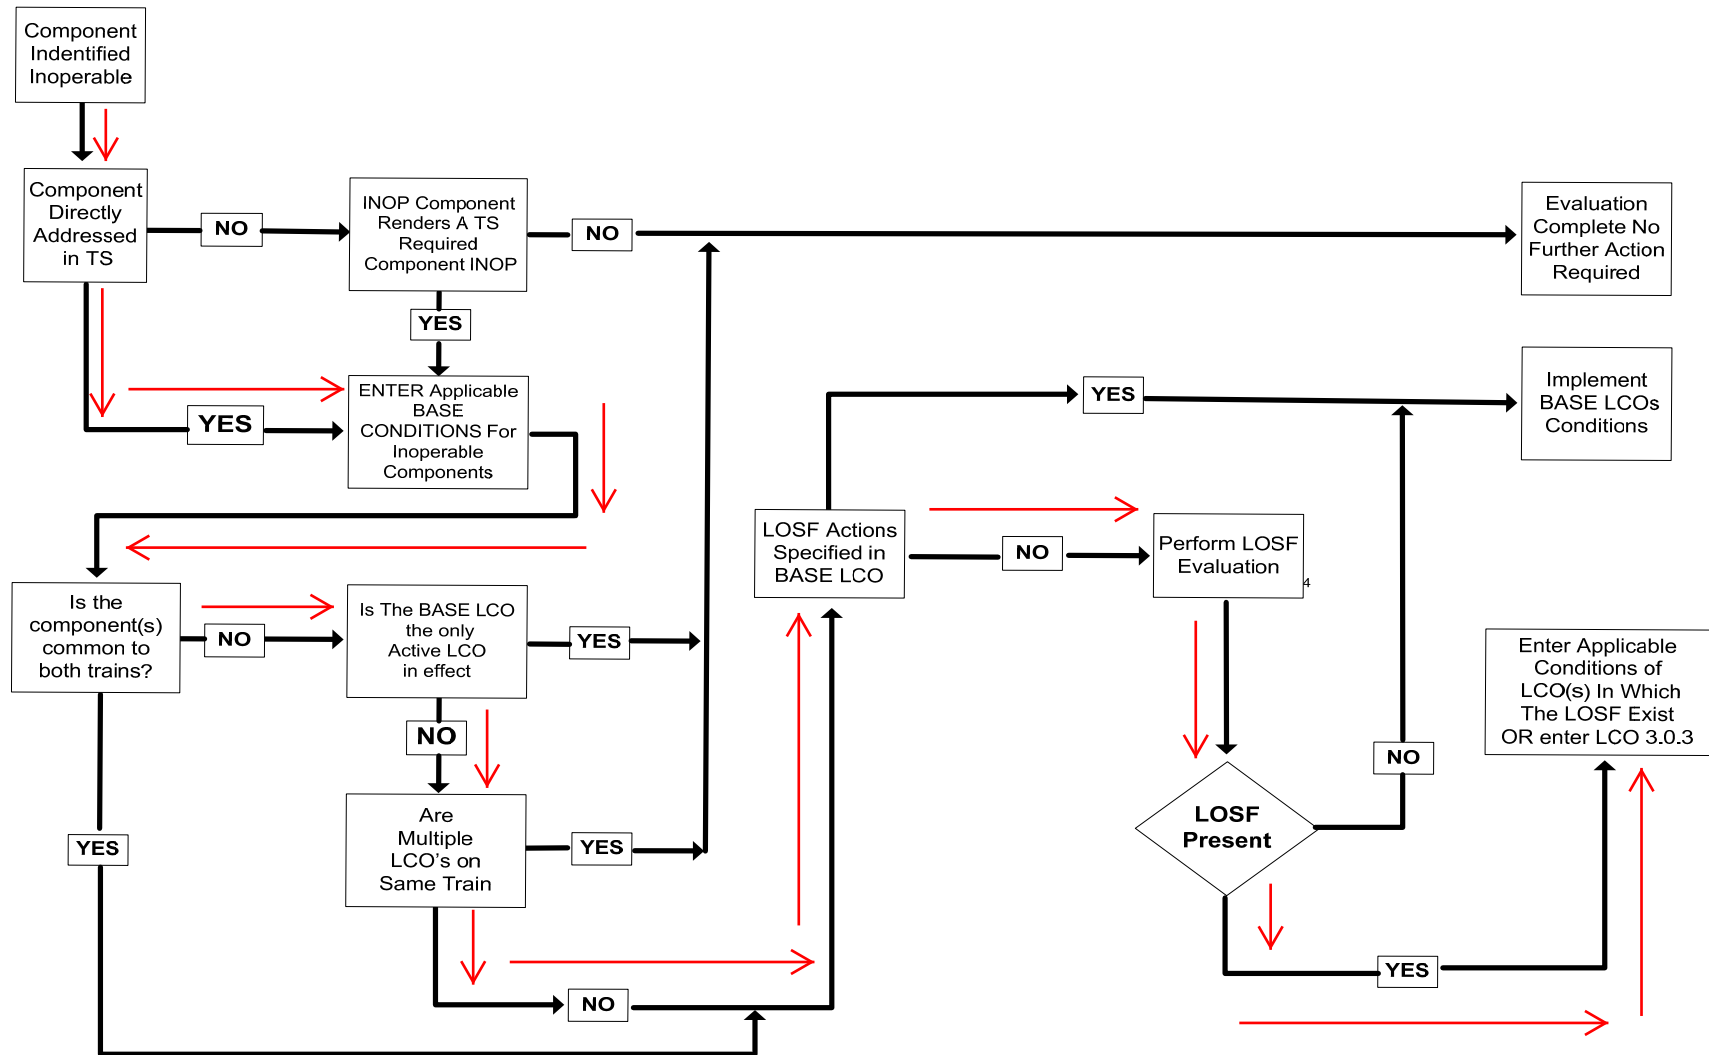 Component
Indentified
Inoperable
Component
Directly
Addressed
in TS
NO
INOP Component
Renders A TS
Required
Component INOP
NO
Evaluation
Complete No
Further Action
Required
YES
YES
ENTER Applicable
BASE
CONDITIONS For
Inoperable
Components
YES
Implement
BASE LCOs
Conditions
LOSF Actions
Specified in
BASE LCO
NO
Perform LOSF
Evaluation
4
Is the
component(s)
common to
both trains?
NO
Is The BASE LCO
the only
Active LCO
in effect
YES
Enter Applicable
Conditions of
LCO(s) In Which
The LOSF Exist
OR enter LCO 3.0.3
NO
NO
Are
Multiple
LCO's on
Same Train
YES
YES
LOSF
Present
YES
NO